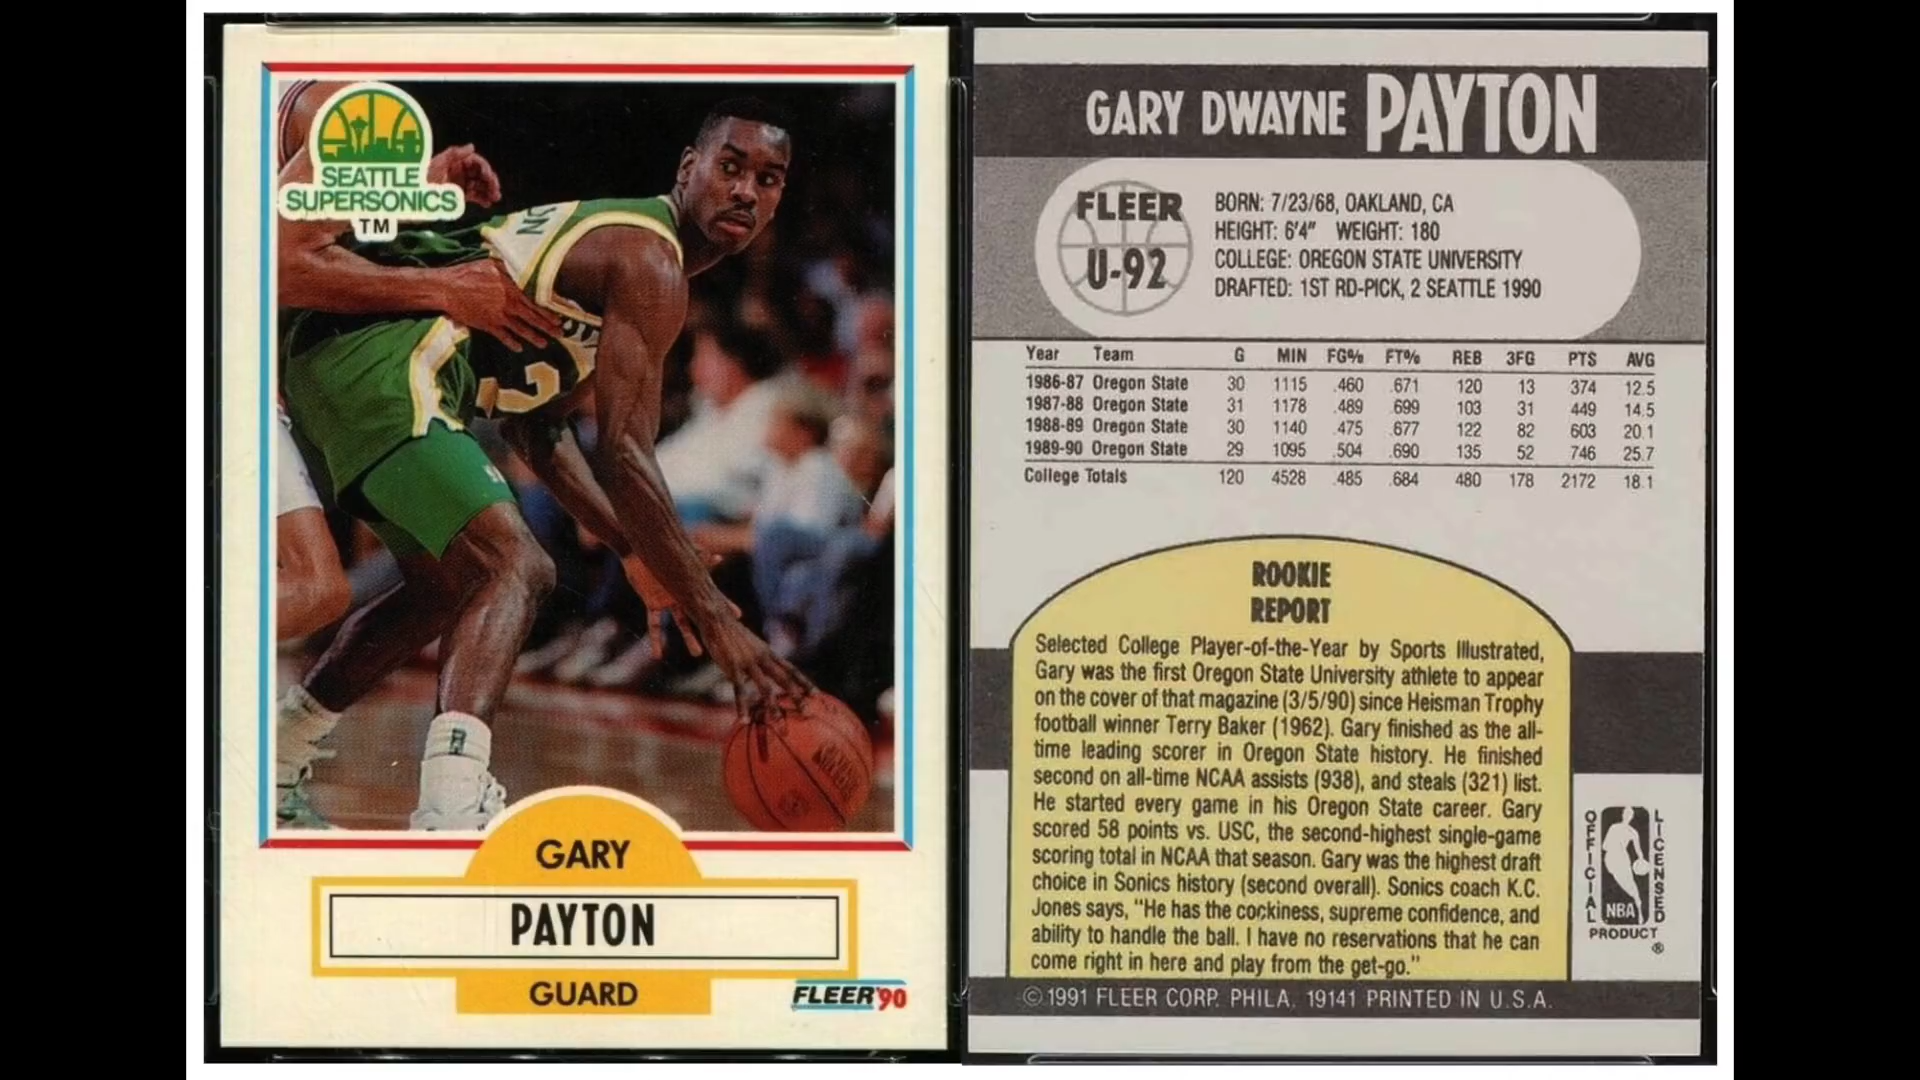 SEATTLE
SUPERSONICS
TM
GARY
PAYTON
GUARD
FLEER '90
GARY DWAYNE PAYTON
FLEER
U-92
BORN: 7/23/68, OAKLAND, CA
HEIGHT: 6'4" WEIGHT: 180
COLLEGE: OREGON STATE UNIVERSITY
DRAFTED: 1ST RD-PICK, 2 SEATTLE 1990
Year Team G MIN FG% FT% REB 3FG PTS AVG
1986-87 Oregon State 30 1115 .460 .671 120 13 374 12.5
1987-88 Oregon State 31 1178 .489 .699 103 31 449 14.5
1988-89 Oregon State 30 1140 .475 .677 122 82 603 20.1
1989-90 Oregon State 29 1095 .504 .690 135 52 746 25.7
College Totals 120 4528 .485 .684 480 178 2172 18.1
ROOKIE
REPORT
Selected College Player-of-the-Year by Sports Illustrated,
Gary was the first Oregon State University athlete to appear
on the cover of that magazine (3/5/90) since Heisman Trophy
football winner Terry Baker (1962). Gary finished as the all-
time leading scorer in Oregon State history. He finished
second on all-time NCAA assists (938), and steals (321) list.
He started every game in his Oregon State career. Gary
scored 58 points vs. USC, the second-highest single-game
scoring total in NCAA that season. Gary was the highest draft
choice in Sonics history (second overall). Sonics coach K.C.
Jones says, "He has the cockiness, supreme confidence, and
ability to handle the ball. I have no reservations that he can
come right in here and play from the get-go."
OFFICIAL
LICENSED
NBA
PRODUCT
®
© 1991 FLEER CORP. PHILA. 19141 PRINTED IN U.S.A.